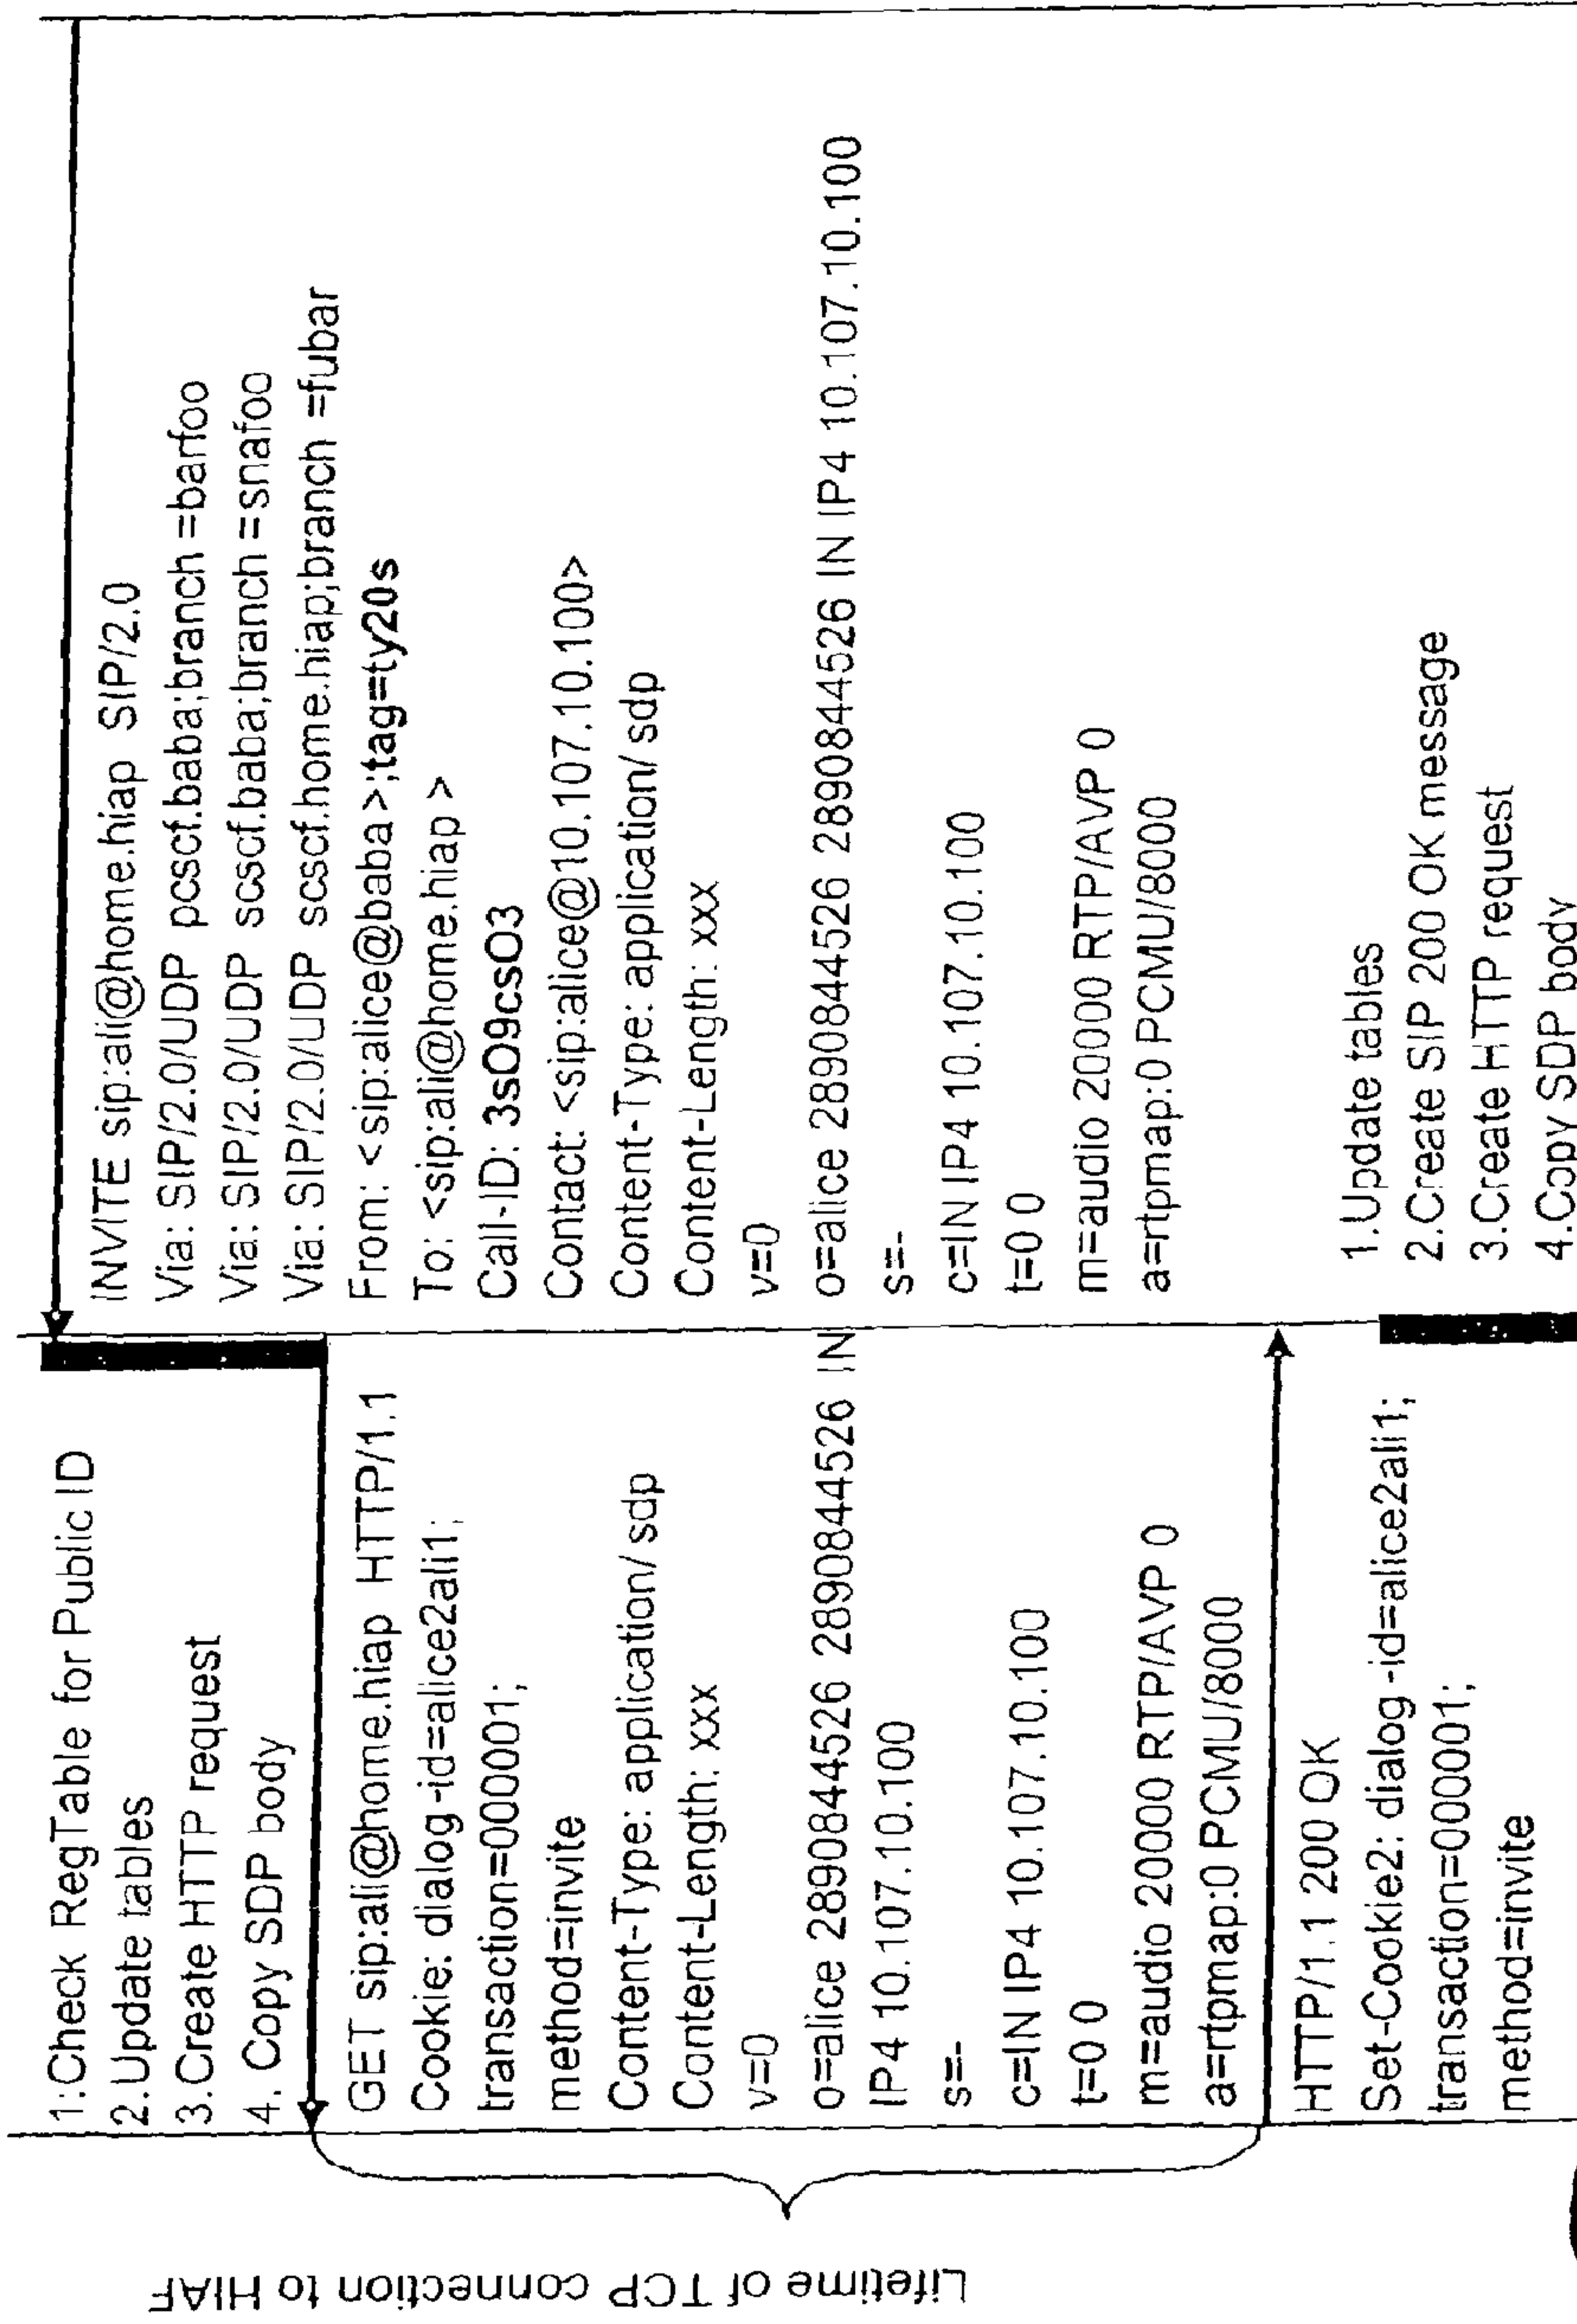 1:Check RegTable for Public ID
2.Update tables
3.Create HTTP request
4. Copy SDP body
INVITE sip:ali@home.hiap SIP/2.0
Via: SIP/2.0/UDP pcscf.baba;branch =barfoo
Via: SIP/2.0/UDP scscf.baba;branch =snafoo
Via: SIP/2.0/UDP scscf.home.hiap;branch =fubar
From: <sip:alice@baba >;tag=ty20s
To: <sip:ali@home.hiap >
Call-ID: 3sO9csO3
Contact: <sip:alice@10.107.10.100>
Content-Type: application/ sdp
Content-Length: xxx
v=0
o=alice 2890844526 2890844526 IN IP4 10.107.10.100
s=-
c=IN IP4 10.107.10.100
t=0 0
m=audio 20000 RTP/AVP 0
a=rtpmap:0 PCMU/8000
GET sip:ali@home.hiap HTTP/1.1
Cookie: dialog -id=alice2ali1;
transaction=000001;
method=invite
Content-Type: application/ sdp
Content-Length: xxx
v=0
o=alice 2890844526 2890844526 IN
IP4 10.107.10.100
s=-
c=IN IP4 10.107.10.100
t=0 0
m=audio 20000 RTP/AVP 0
a=rtpmap:0 PCMU/8000
Lifetime of TCP connection to HIAF
HTTP/1.1 200 OK
Set-Cookie2: dialog -id=alice2ali1;
transaction=000001;
method=invite
1.Update tables
2.Create SIP 200 OK message
3.Create HTTP request
4.Copy SDP body